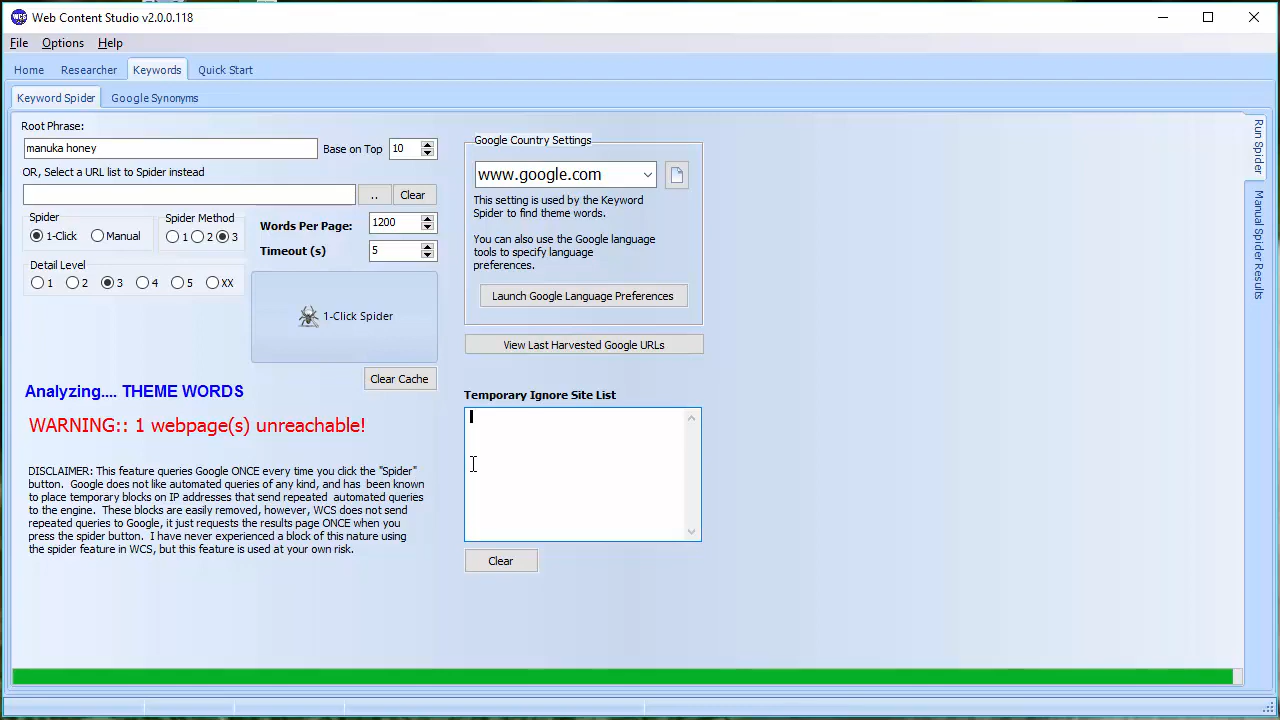 WCS Web Content Studio v2.0.0.118
File Options Help
Home Researcher Keywords Quick Start
Keyword Spider Google Synonyms
Root Phrase:
manuka honey
Base on Top 10
OR, Select a URL list to Spider instead
.. Clear
Spider
1-Click Manual
Spider Method
1 2 3
Words Per Page: 1200
Timeout (s) 5
Detail Level
1 2 3 4 5 XX
1-Click Spider
Clear Cache
Analyzing.... THEME WORDS
WARNING:: 1 webpage(s) unreachable!
DISCLAIMER: This feature queries Google ONCE every time you click the "Spider"
button. Google does not like automated queries of any kind, and has been known
to place temporary blocks on IP addresses that send repeated automated queries
to the engine. These blocks are easily removed, however, WCS does not send
repeated queries to Google, it just requests the results page ONCE when you
press the spider button. I have never experienced a block of this nature using
the spider feature in WCS, but this feature is used at your own risk.
Google Country Settings
www.google.com
This setting is used by the Keyword
Spider to find theme words.
You can also use the Google language
tools to specify language
preferences.
Launch Google Language Preferences
View Last Harvested Google URLs
Temporary Ignore Site List
Clear
Run Spider
Manual Spider Results